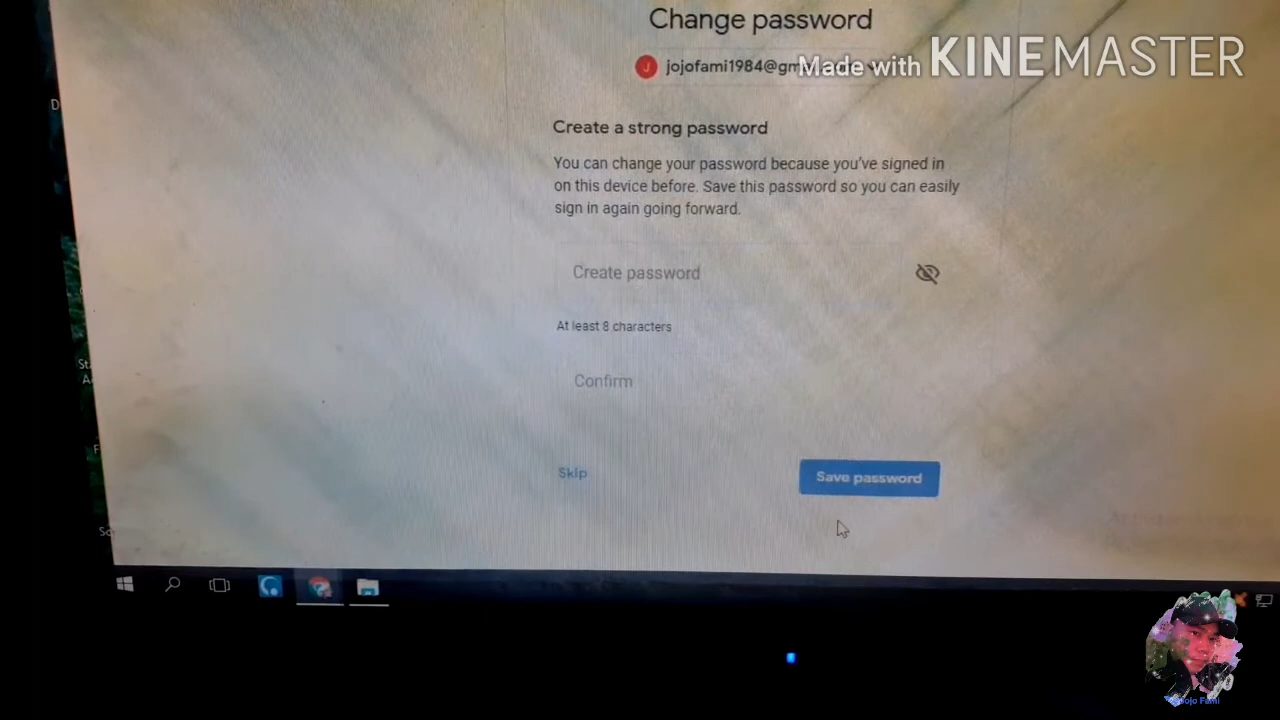 Change password
J
jojofami1984@gm
Made with KINEMASTER
Create a strong password
You can change your password because you've signed in
on this device before. Save this password so you can easily
sign in again going forward.
Create password
At least 8 characters
Confirm
Skip
Save password